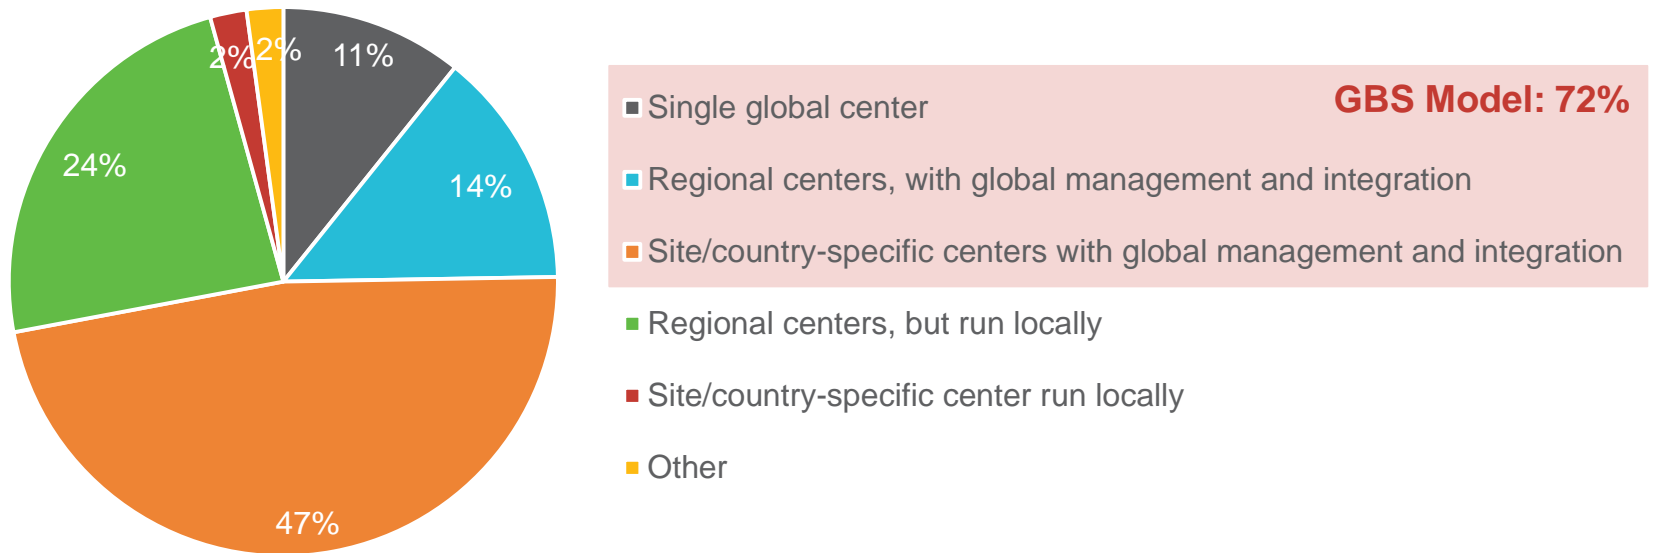 2%
2%
11%
24%
14%
47%
GBS Model: 72%
Single global center
Regional centers, with global management and integration
Site/country-specific centers with global management and integration
Regional centers, but run locally
Site/country-specific center run locally
Other